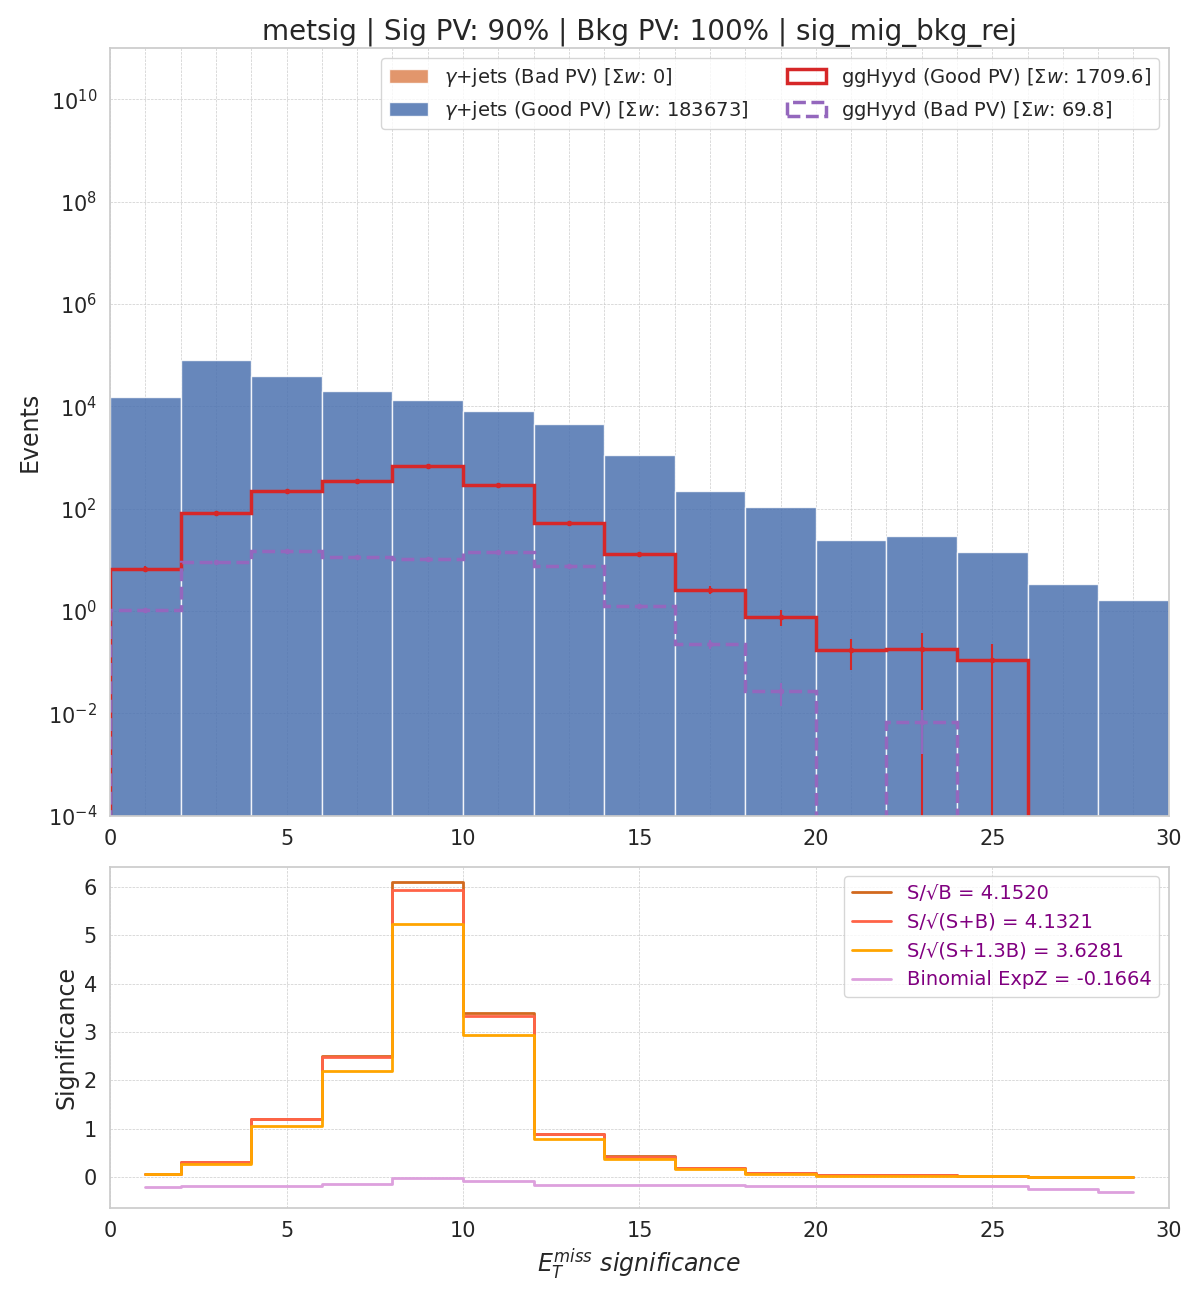 metsig | Sig PV: 90% | Bkg PV: 100% | sig_mig_bkg_rej
γ+jets (Bad PV) [Σw: 0]
γ+jets (Good PV) [Σw: 183673]
ggHyyd (Good PV) [Σw: 1709.6]
ggHyyd (Bad PV) [Σw: 69.8]
Events
10^10
10^8
10^6
10^4
10^2
10^0
10^−2
10^−4
0 5 10 15 20 25 30
Significance
6
5
4
3
2
1
0
S/√B = 4.1520
S/√(S+B) = 4.1321
S/√(S+1.3B) = 3.6281
Binomial ExpZ = -0.1664
0 5 10 15 20 25 30
E_T^miss significance